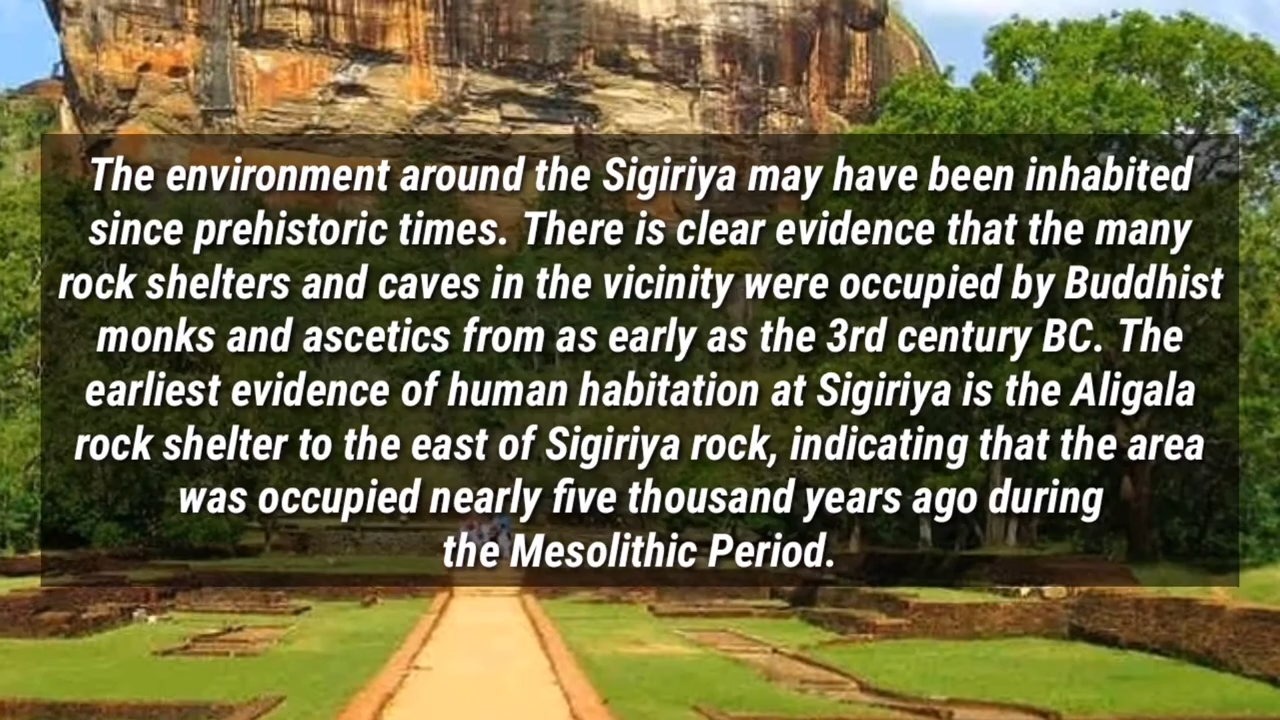 The environment around the Sigiriya may have been inhabited
since prehistoric times. There is clear evidence that the many
rock shelters and caves in the vicinity were occupied by Buddhist
monks and ascetics from as early as the 3rd century BC. The
earliest evidence of human habitation at Sigiriya is the Aligala
rock shelter to the east of Sigiriya rock, indicating that the area
was occupied nearly five thousand years ago during
the Mesolithic Period.